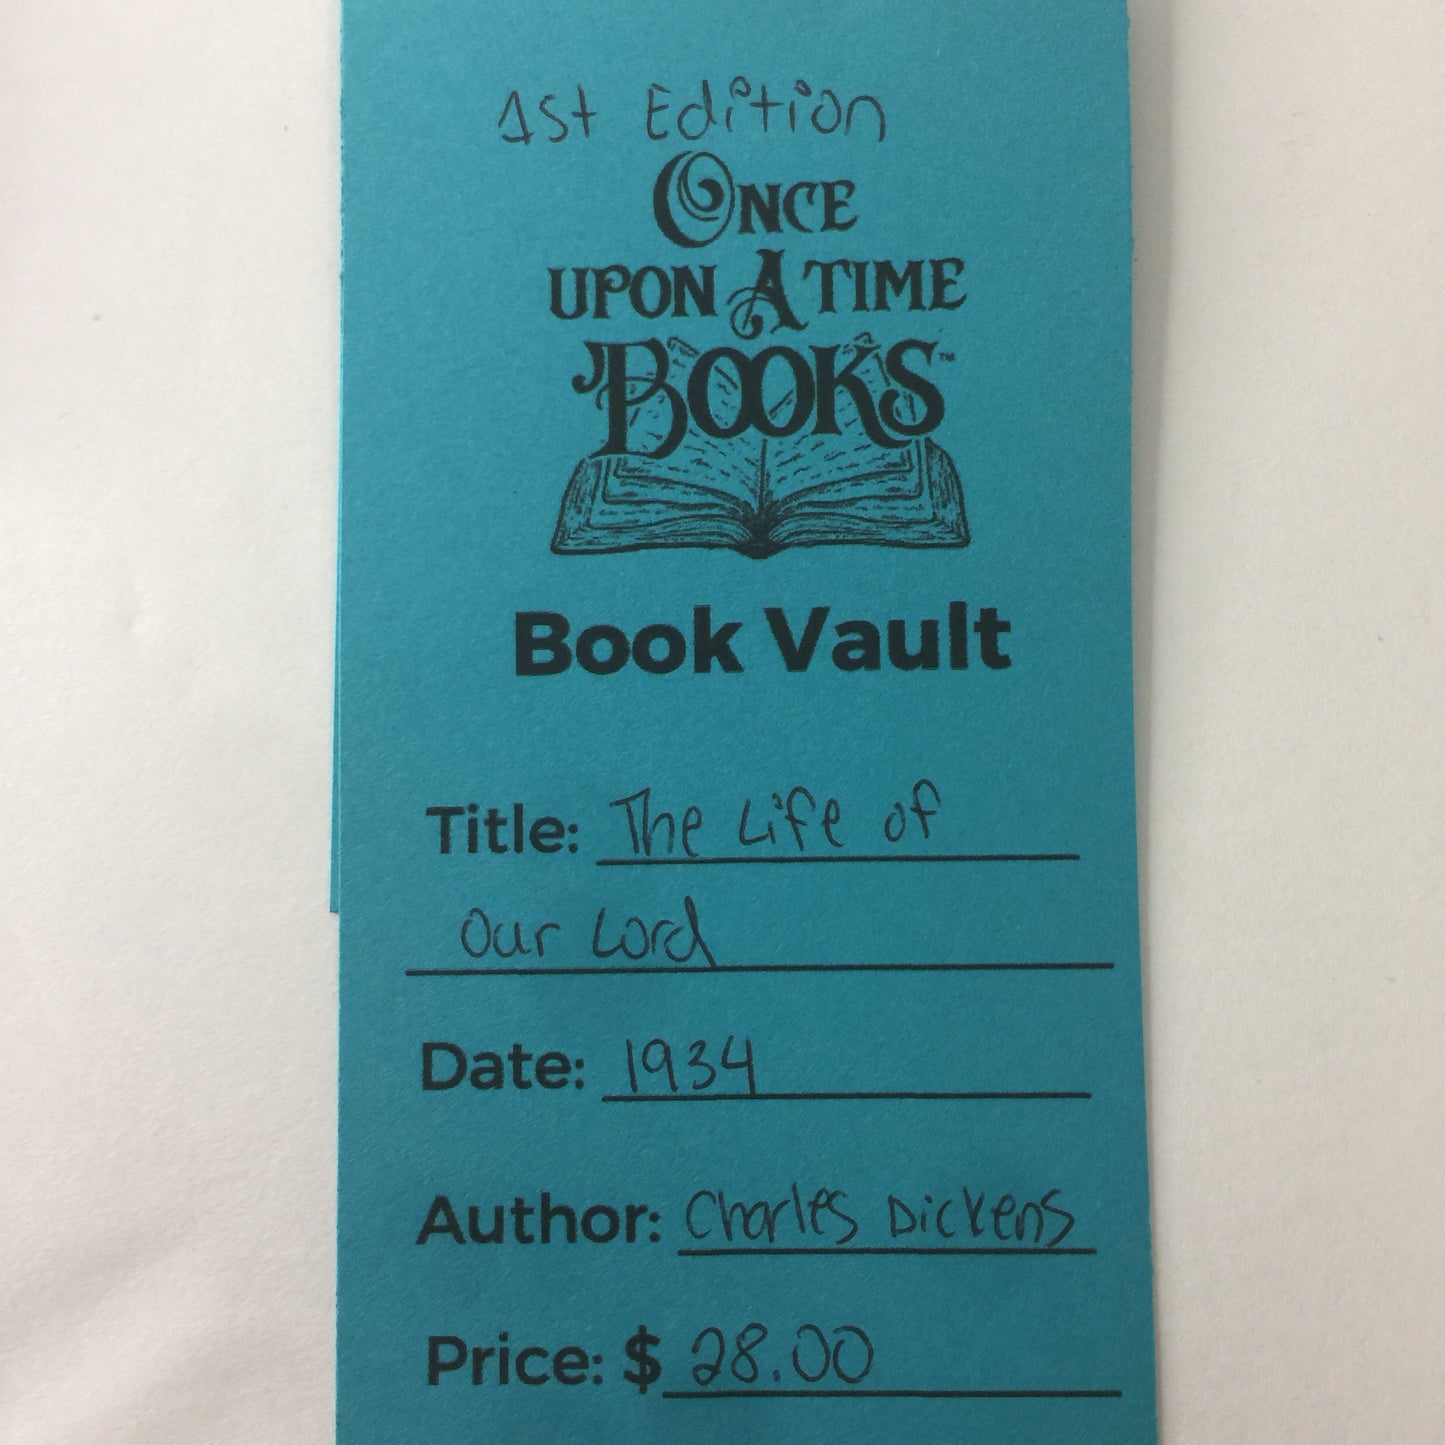 1st Edition
ONCE
UPON A TIME
BOOKS™
Book Vault
Title: The Life of
Our Lord
Date: 1934
Author: Charles Dickens
Price: $ 28.00